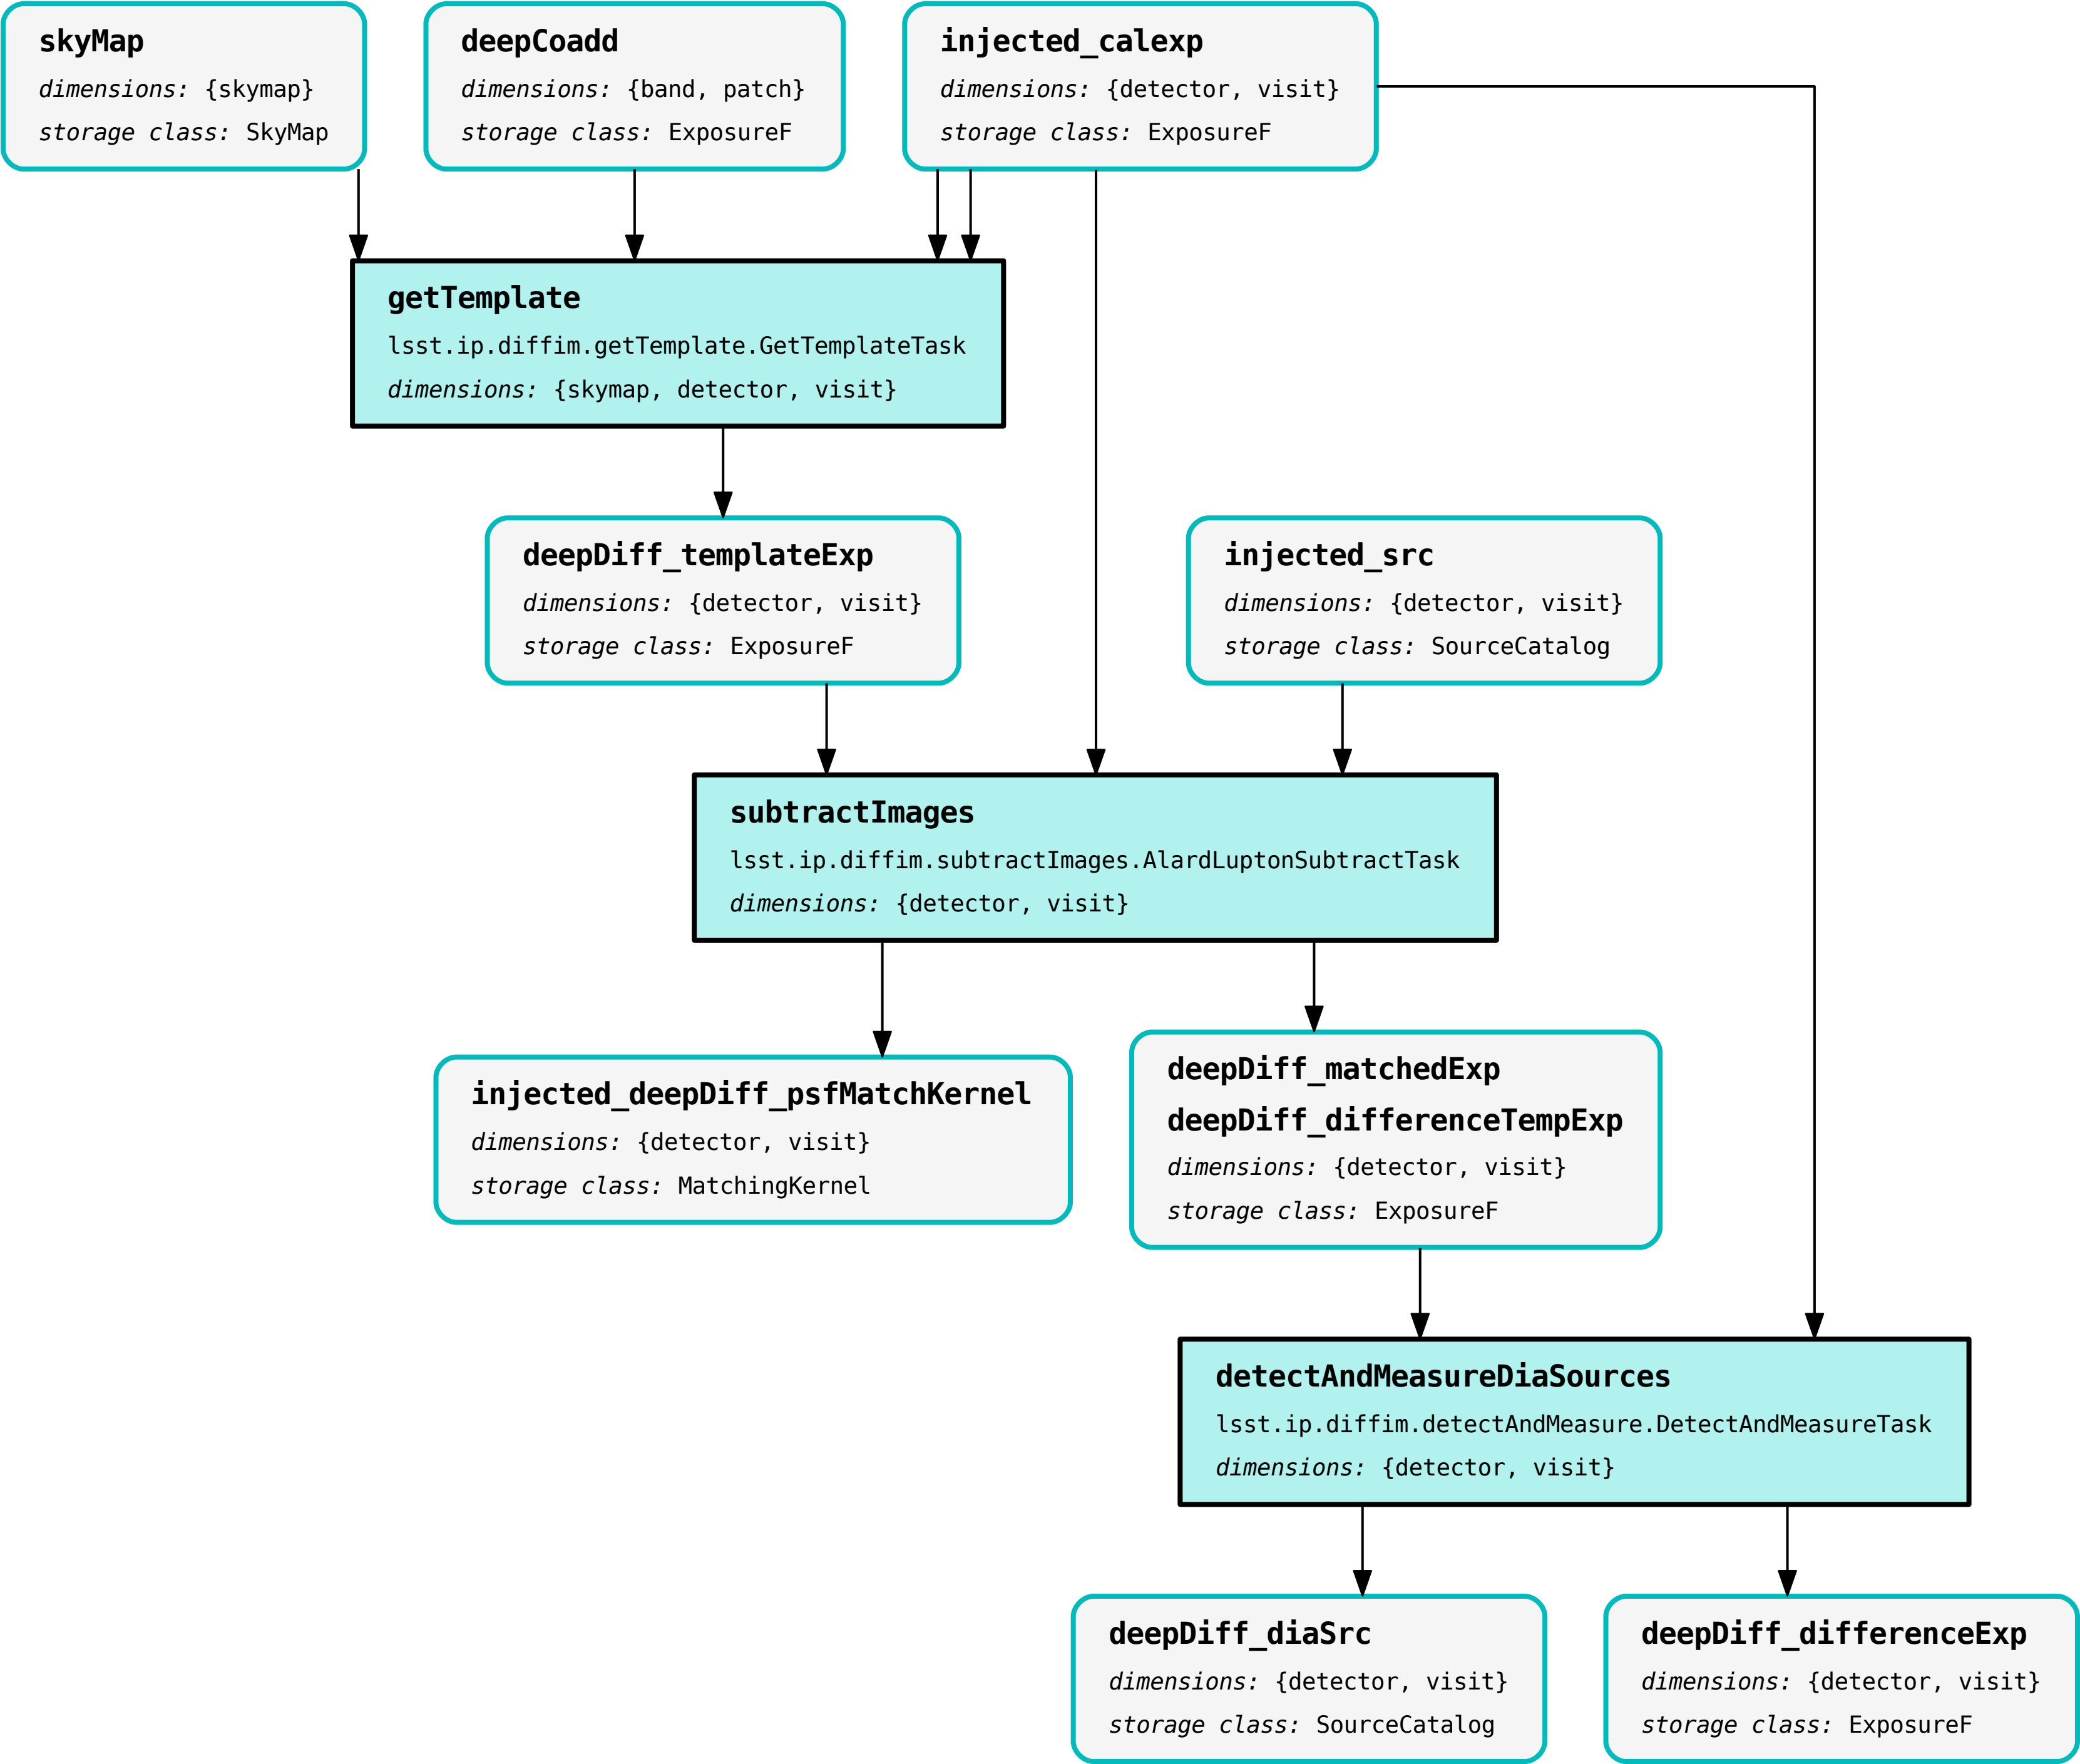 skyMap
dimensions: {skymap}
storage class: SkyMap
deepCoadd
dimensions: {band, patch}
storage class: ExposureF
injected_calexp
dimensions: {detector, visit}
storage class: ExposureF
getTemplate
lsst.ip.diffim.getTemplate.GetTemplateTask
dimensions: {skymap, detector, visit}
deepDiff_templateExp
dimensions: {detector, visit}
storage class: ExposureF
injected_src
dimensions: {detector, visit}
storage class: SourceCatalog
subtractImages
lsst.ip.diffim.subtractImages.AlardLuptonSubtractTask
dimensions: {detector, visit}
injected_deepDiff_psfMatchKernel
dimensions: {detector, visit}
storage class: MatchingKernel
deepDiff_matchedExp
deepDiff_differenceTempExp
dimensions: {detector, visit}
storage class: ExposureF
detectAndMeasureDiaSources
lsst.ip.diffim.detectAndMeasure.DetectAndMeasureTask
dimensions: {detector, visit}
deepDiff_diaSrc
dimensions: {detector, visit}
storage class: SourceCatalog
deepDiff_differenceExp
dimensions: {detector, visit}
storage class: ExposureF